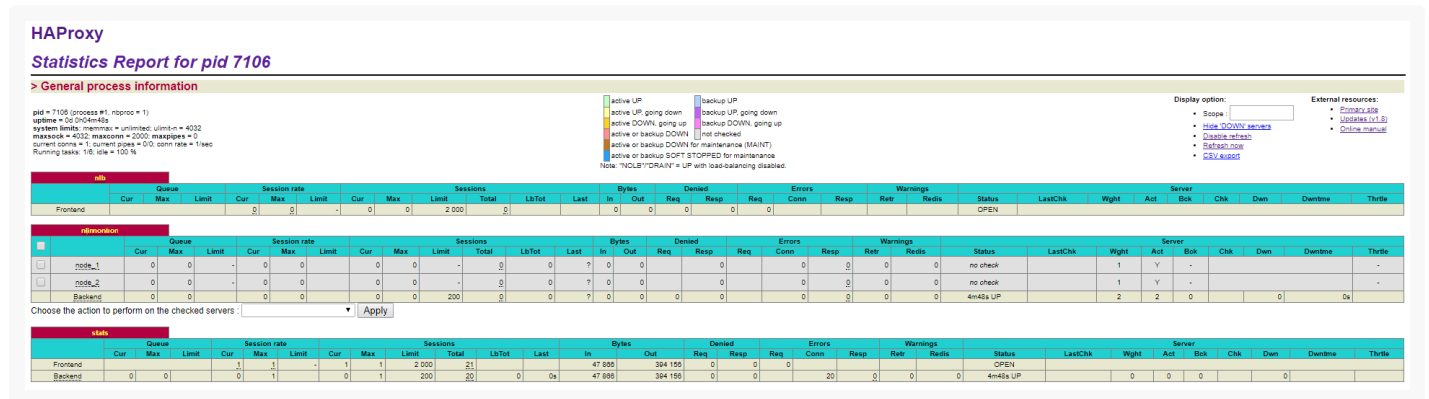 HAProxy
Statistics Report for pid 7106
> General process information
pid = 7106 (process #1, nbproc = 1)
uptime = 0d 0h04m48s
system limits: memmax = unlimited; ulimit-n = 4032
maxsock = 4032; maxconn = 2000; maxpipes = 0
current conns = 1; current pipes = 0/0; conn rate = 1/sec
Running tasks: 1/6; idle = 100 %
active UP backup UP
active UP, going down backup UP, going down
active DOWN, going up backup DOWN, going up
active or backup DOWN not checked
active or backup DOWN for maintenance (MAINT)
active or backup SOFT STOPPED for maintenance
Note: "NOLB"/"DRAIN" = UP with load-balancing disabled.
Display option:
• Scope :
• Hide 'DOWN' servers
• Disable refresh
• Refresh now
• CSV export
External resources:
• Primary site
• Updates (v1.8)
• Online manual
nlb
Queue Session rate Sessions Bytes Denied Errors Warnings Server
Cur Max Limit Cur Max Limit Cur Max Limit Total LbTot Last In Out Req Resp Req Conn Resp Retr Redis Status LastChk Wght Act Bck Chk Dwn Dwntme Thrtle
Frontend 0 0 - 0 0 2 000 0 0 0 0 0 0 OPEN
Queue Session rate Sessions Bytes Denied Errors Warnings Server
Cur Max Limit Cur Max Limit Cur Max Limit Total LbTot Last In Out Req Resp Req Conn Resp Retr Redis Status LastChk Wght Act Bck Chk Dwn Dwntme Thrtle
node_1 0 0 - 0 0 0 0 - 0 0 ? 0 0 0 0 0 0 0 no check 1 Y - -
node_2 0 0 - 0 0 0 0 - 0 0 ? 0 0 0 0 0 0 0 no check 1 Y - -
Backend 0 0 0 0 0 0 200 0 0 ? 0 0 0 0 0 0 0 0 4m48s UP 2 2 0 0 0s
Choose the action to perform on the checked servers : Apply
stats
Queue Session rate Sessions Bytes Denied Errors Warnings Server
Cur Max Limit Cur Max Limit Cur Max Limit Total LbTot Last In Out Req Resp Req Conn Resp Retr Redis Status LastChk Wght Act Bck Chk Dwn Dwntme Thrtle
Frontend 1 1 - 1 1 2 000 21 47 866 394 156 0 0 0 OPEN
Backend 0 0 0 1 0 1 200 20 0 0s 47 866 394 156 0 0 20 0 0 0 4m48s UP 0 0 0 0